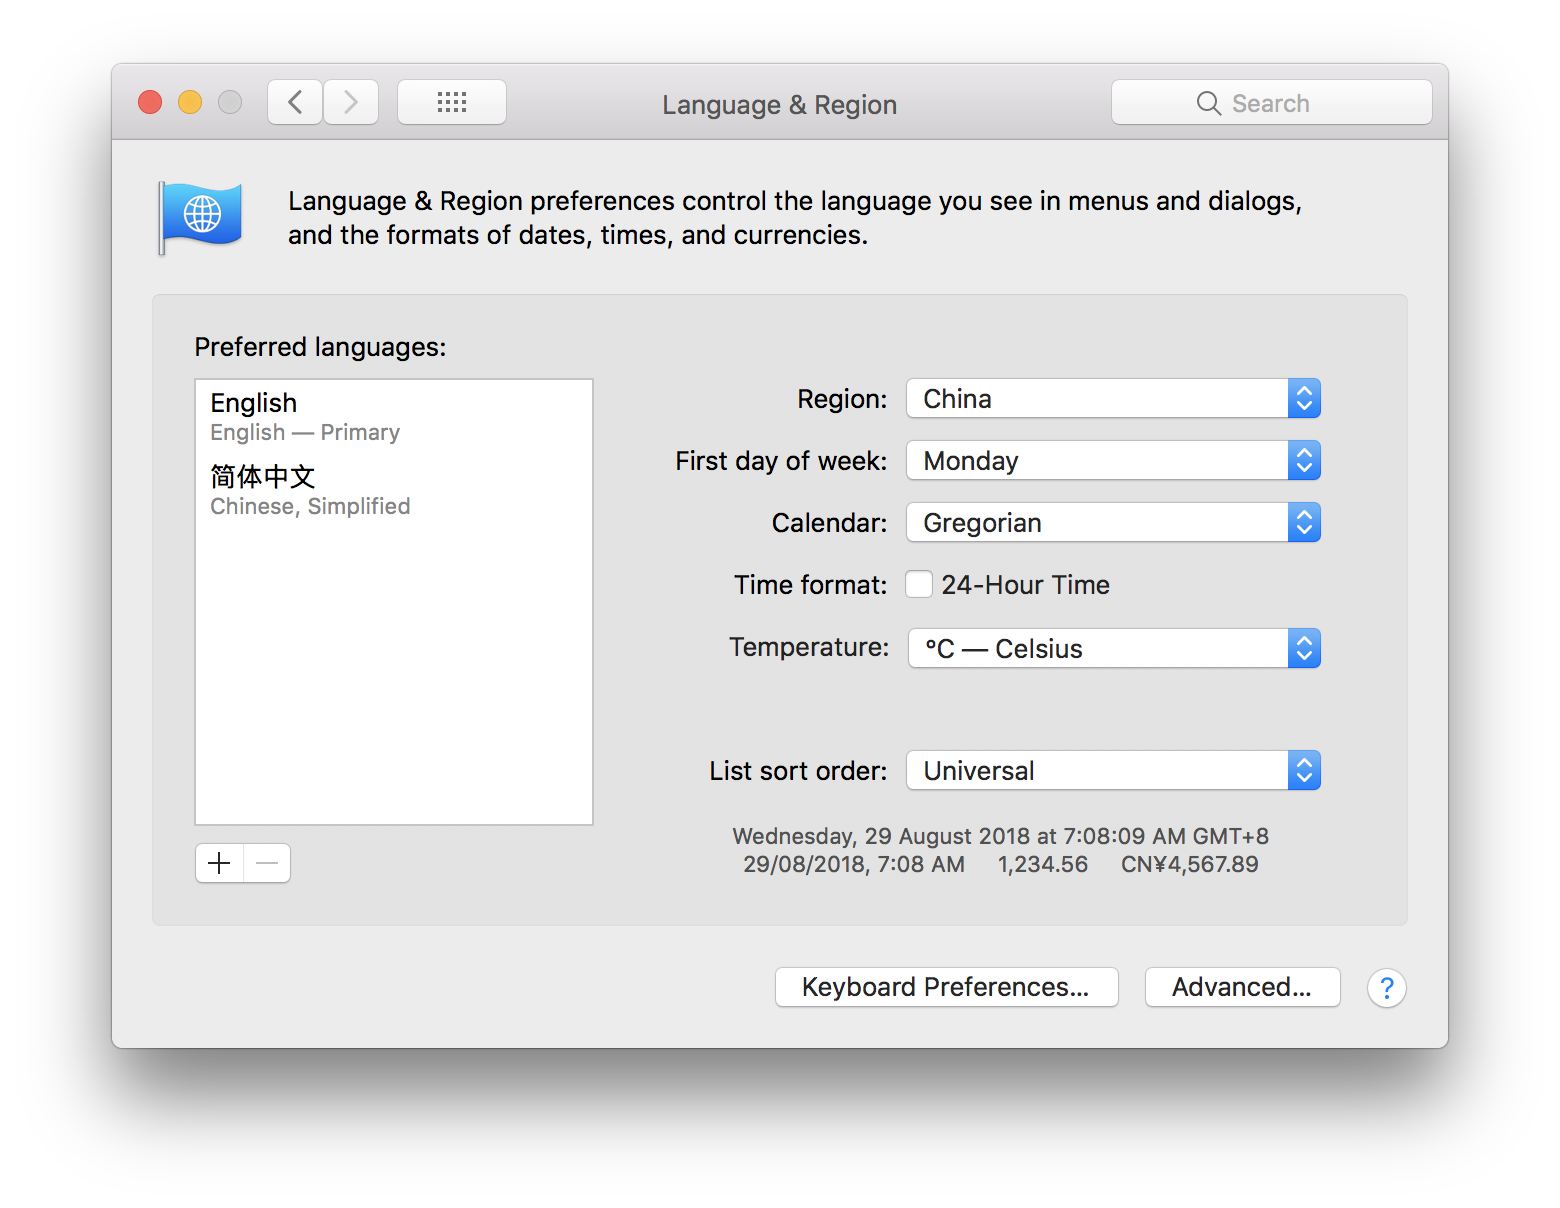 Language & Region
Search
Language & Region preferences control the language you see in menus and dialogs,
and the formats of dates, times, and currencies.
Preferred languages:
English
English — Primary
简体中文
Chinese, Simplified
Region: China
First day of week: Monday
Calendar: Gregorian
Time format: 24-Hour Time
Temperature: °C — Celsius
List sort order: Universal
Wednesday, 29 August 2018 at 7:08:09 AM GMT+8
29/08/2018, 7:08 AM 1,234.56 CN¥4,567.89
Keyboard Preferences... Advanced... ?